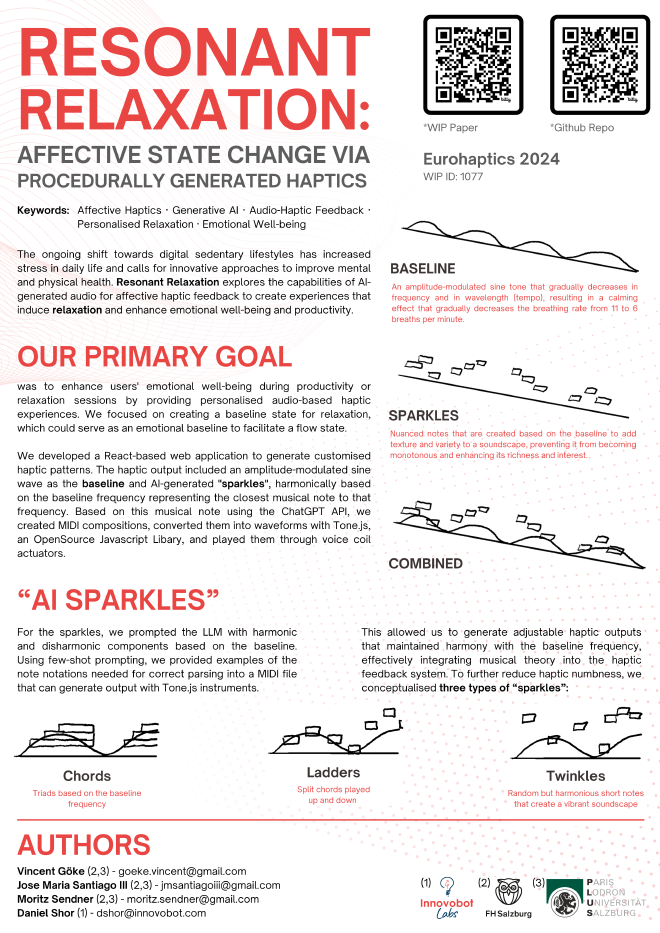 RESONANT
RELAXATION:
AFFECTIVE STATE CHANGE VIA
PROCEDURALLY GENERATED HAPTICS
*WIP Paper
*Github Repo
Eurohaptics 2024
WIP ID: 1077
Keywords: Affective Haptics · Generative AI · Audio-Haptic Feedback ·
Personalised Relaxation · Emotional Well-being
The ongoing shift towards digital sedentary lifestyles has increased
stress in daily life and calls for innovative approaches to improve mental
and physical health. Resonant Relaxation explores the capabilities of AI-
generated audio for affective haptic feedback to create experiences that
induce relaxation and enhance emotional well-being and productivity.
OUR PRIMARY GOAL
was to enhance users' emotional well-being during productivity or
relaxation sessions by providing personalised audio-based haptic
experiences. We focused on creating a baseline state for relaxation,
which could serve as an emotional baseline to facilitate a flow state.
We developed a React-based web application to generate customised
haptic patterns. The haptic output included an amplitude-modulated sine
wave as the baseline and AI-generated "sparkles", harmonically based
on the baseline frequency representing the closest musical note to that
frequency. Based on this musical note using the ChatGPT API, we
created MIDI compositions, converted them into waveforms with Tone.js,
an OpenSource Javascript Libary, and played them through voice coil
actuators.
BASELINE
An amplitude-modulated sine tone that gradually decreases in
frequency and in wavelength (tempo), resulting in a calming
effect that gradually decreases the breathing rate from 11 to 6
breaths per minute.
SPARKLES
Nuanced notes that are created based on the baseline to add
texture and variety to a soundscape, preventing it from becoming
monotonous and enhancing its richness and interest.
COMBINED
“AI SPARKLES”
For the sparkles, we prompted the LLM with harmonic
and disharmonic components based on the baseline.
Using few-shot prompting, we provided examples of the
note notations needed for correct parsing into a MIDI file
that can generate output with Tone.js instruments.
This allowed us to generate adjustable haptic outputs
that maintained harmony with the baseline frequency,
effectively integrating musical theory into the haptic
feedback system. To further reduce haptic numbness, we
conceptualised three types of “sparkles”:
Chords
Triads based on the baseline
frequency
Ladders
Split chords played
up and down
Twinkles
Random but harmonious short notes
that create a vibrant soundscape
AUTHORS
Vincent Göke (2,3) - goeke.vincent@gmail.com
Jose Maria Santiago III (2,3) - jmsantiagoiii@gmail.com
Moritz Sendner (2,3) - moritz.sendner@gmail.com
Daniel Shor (1) - dshor@innovobot.com
(1)
Innovobot
Labs
(2)
FH Salzburg
(3)
PARIS
LODRON
UNIVERSITÄT
SALZBURG